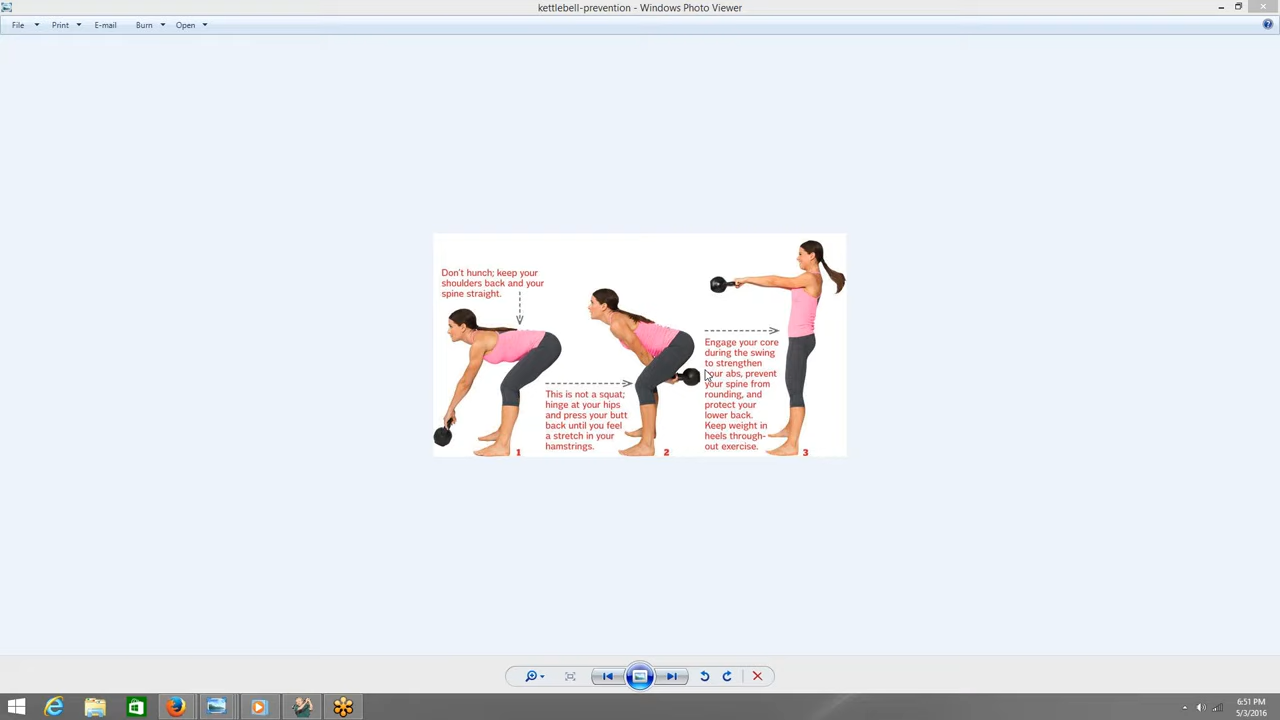 kettlebell-prevention - Windows Photo Viewer
File Print E-mail Burn Open
Don't hunch; keep your
shoulders back and your
spine straight.
This is not a squat;
hinge at your hips
and press your butt
back until you feel
a stretch in your
hamstrings.
Engage your core
during the swing
to strengthen
your abs, prevent
your spine from
rounding, and
protect your
lower back.
Keep weight in
heels through-
out exercise.
1 2 3
6:51 PM
5/3/2016